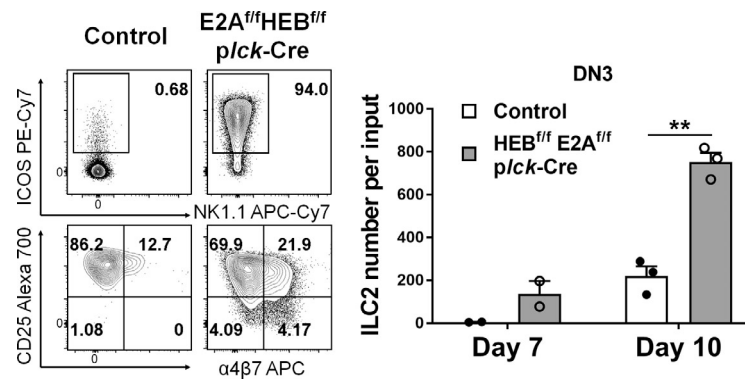 Control
E2Af/fHEBf/f
plck-Cre
0.68
94.0
ICOS PE-Cy7
0
0
NK1.1 APC-Cy7
86.2
12.7
69.9
21.9
CD25 Alexa 700
0
1.08
0
4.09
4.17
0
α4β7 APC
DN3
1000
Control
HEBf/f E2Af/f
plck-Cre
**
800
600
400
200
0
ILC2 number per input
Day 7
Day 10